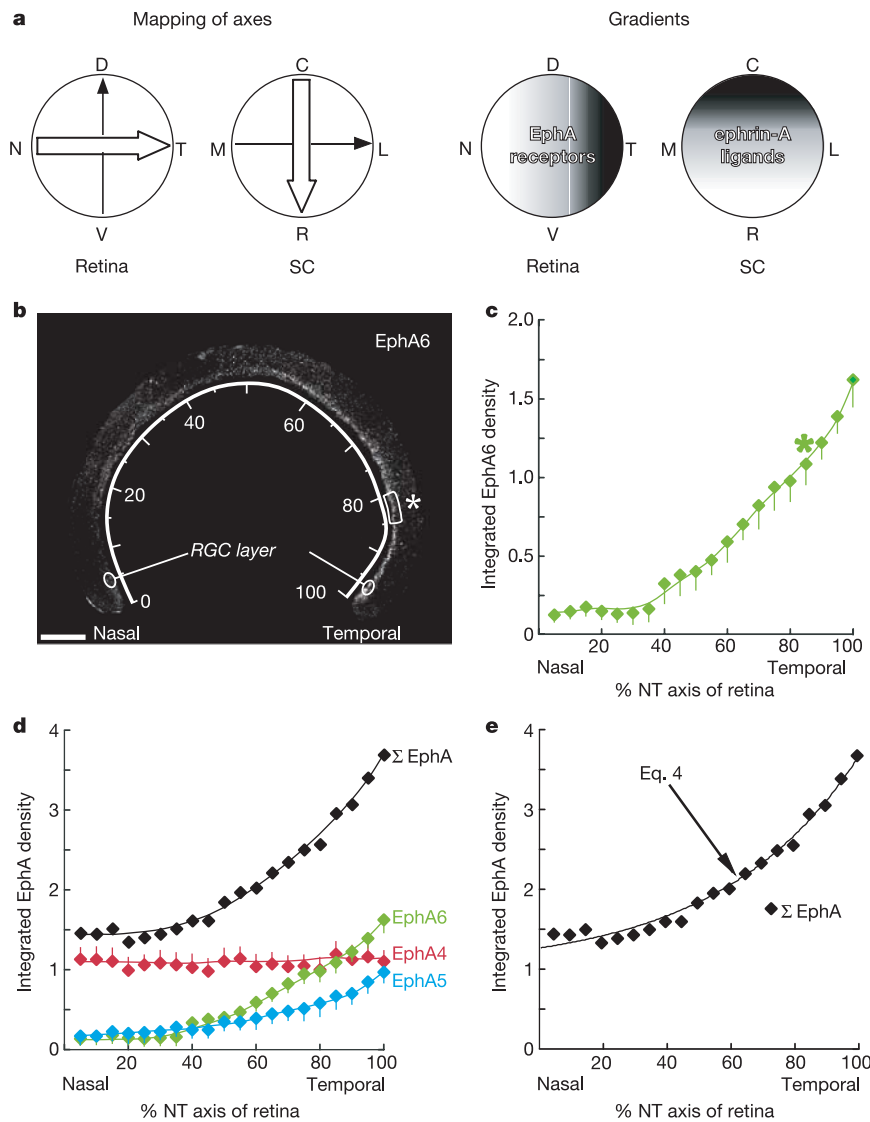 a
Mapping of axes
Gradients
D
C
D
C
N
T
M
L
N
EphA receptors
T
M
ephrin-A ligands
L
V
R
V
R
Retina
SC
Retina
SC
b
EphA6
40
60
20
80
*
RGC layer
0
100
Nasal
Temporal
c
2.0
1.5
1.0
0.5
0
Integrated EphA6 density
*
20
40
60
80
100
Nasal
Temporal
% NT axis of retina
d
4
3
2
1
0
Integrated EphA density
Σ EphA
EphA6
EphA4
EphA5
20
40
60
80
100
Nasal
Temporal
% NT axis of retina
e
4
3
2
1
0
Integrated EphA density
Eq. 4
Σ EphA
20
40
60
80
100
Nasal
Temporal
% NT axis of retina